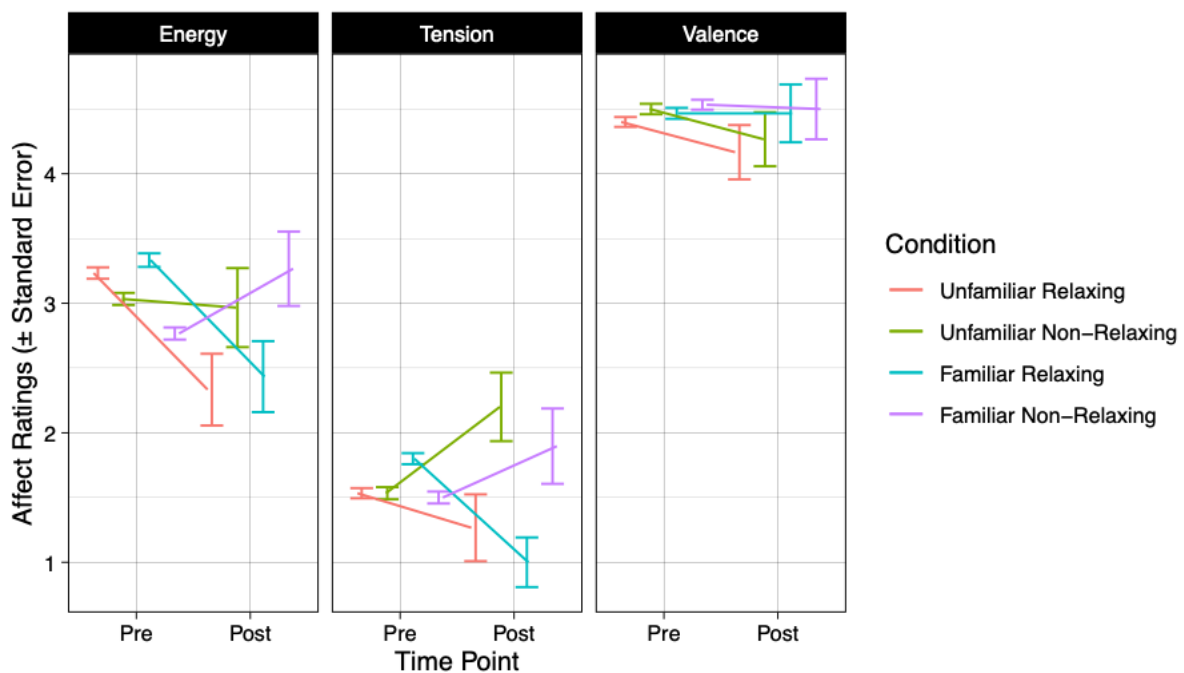 Energy
Tension
Valence
Affect Ratings (± Standard Error)
4
3
2
1
Pre
Post
Pre
Post
Pre
Post
Time Point
Condition
Unfamiliar Relaxing
Unfamiliar Non−Relaxing
Familiar Relaxing
Familiar Non−Relaxing